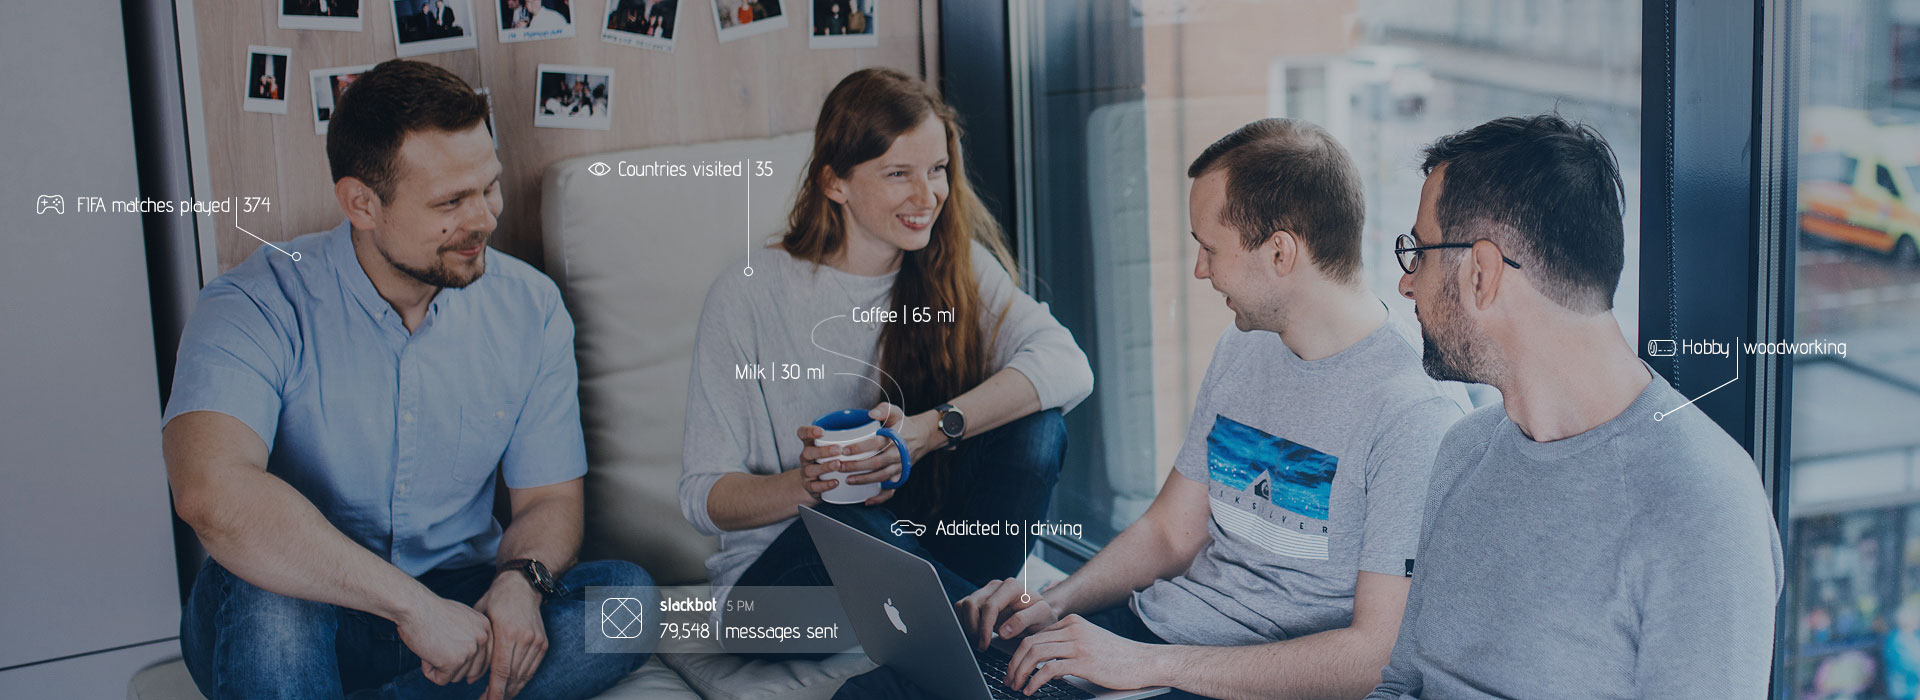 Countries visited | 35
FIFA matches played | 374
Coffee | 65 ml
Hobby | woodworking
Milk | 30 ml
Addicted to | driving
slackbot 5 PM
79,548 | messages sent